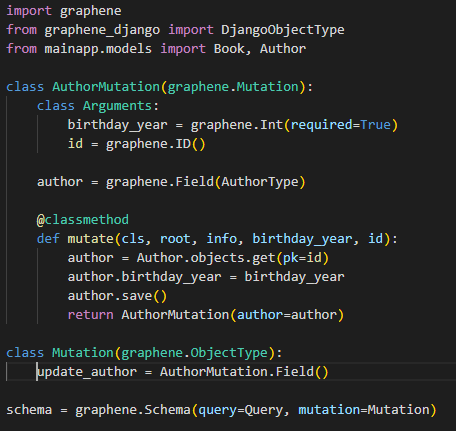 import graphene
from graphene_django import DjangoObjectType
from mainapp.models import Book, Author

class AuthorMutation(graphene.Mutation):
    class Arguments:
        birthday_year = graphene.Int(required=True)
        id = graphene.ID()

    author = graphene.Field(AuthorType)

    @classmethod
    def mutate(cls, root, info, birthday_year, id):
        author = Author.objects.get(pk=id)
        author.birthday_year = birthday_year
        author.save()
        return AuthorMutation(author=author)

class Mutation(graphene.ObjectType):
    update_author = AuthorMutation.Field()

schema = graphene.Schema(query=Query, mutation=Mutation)